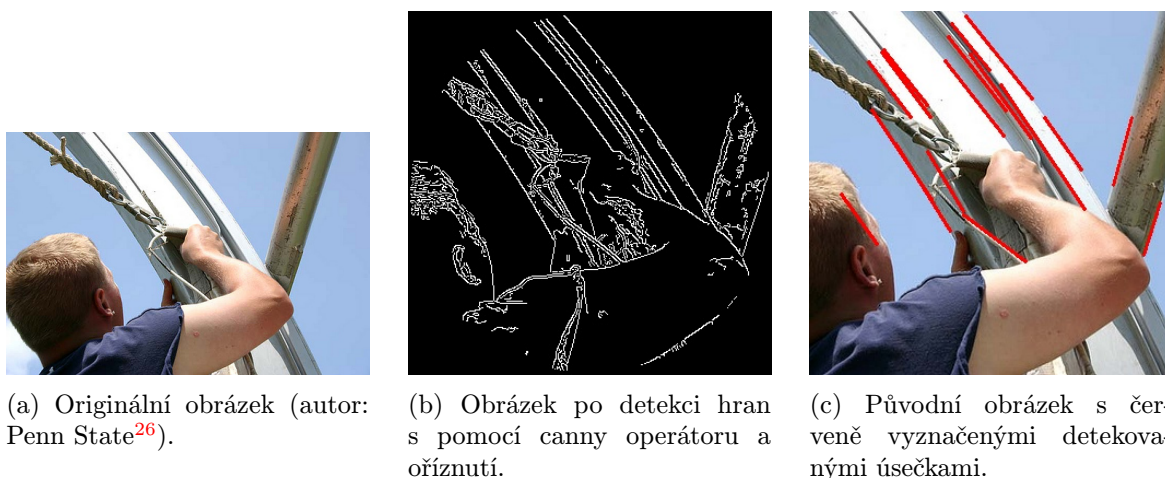 (a) Originální obrázek (autor:
Penn State26).
(b) Obrázek po detekci hran
s pomocí canny operátoru a
oříznutí.
(c) Původní obrázek s čer-
veně vyznačenými detekova-
nými úsečkami.